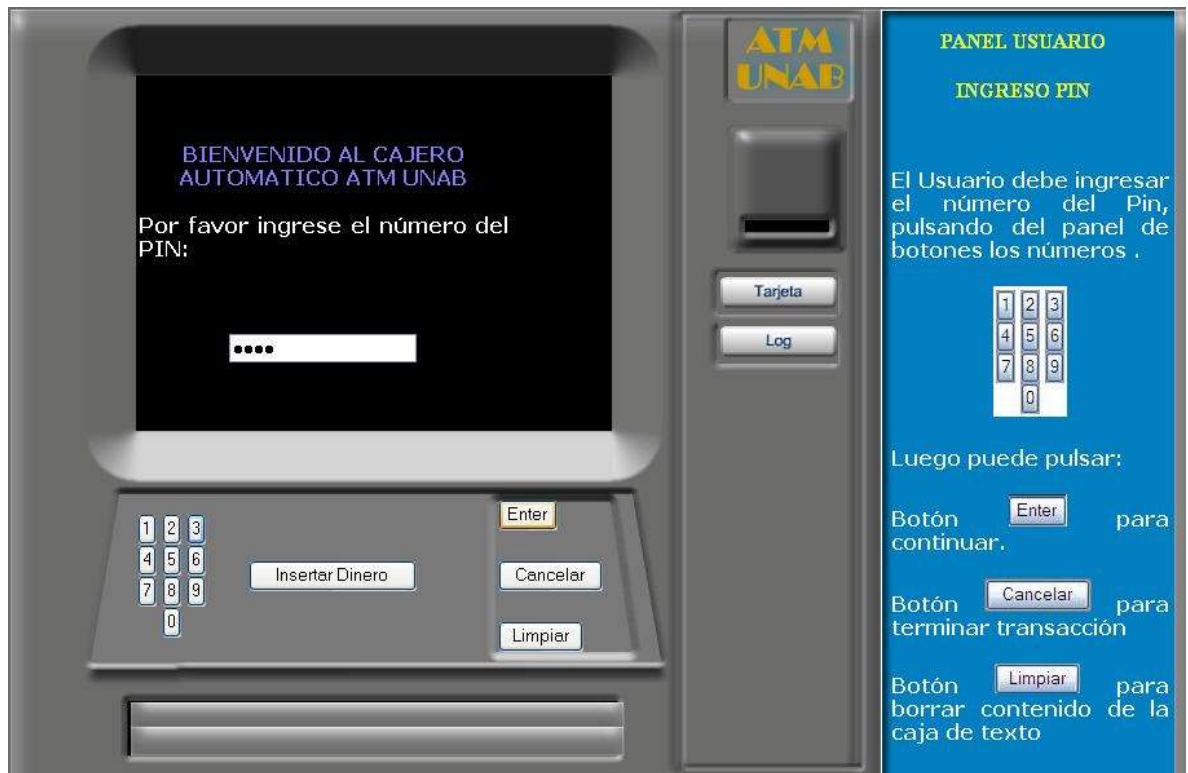 BIENVENIDO AL CAJERO
AUTOMATICO ATM UNAB
Por favor ingrese el número del
PIN:
••••
1 2 3
4 5 6
7 8 9
0
Insertar Dinero
Enter
Cancelar
Limpiar
ATM
UNAB
Tarjeta
Log
PANEL USUARIO
INGRESO PIN
El Usuario debe ingresar
el número del Pin,
pulsando del panel de
botones los números .
1 2 3
4 5 6
7 8 9
0
Luego puede pulsar:
Botón Enter para
continuar.
Botón Cancelar para
terminar transacción
Botón Limpiar para
borrar contenido de la
caja de texto